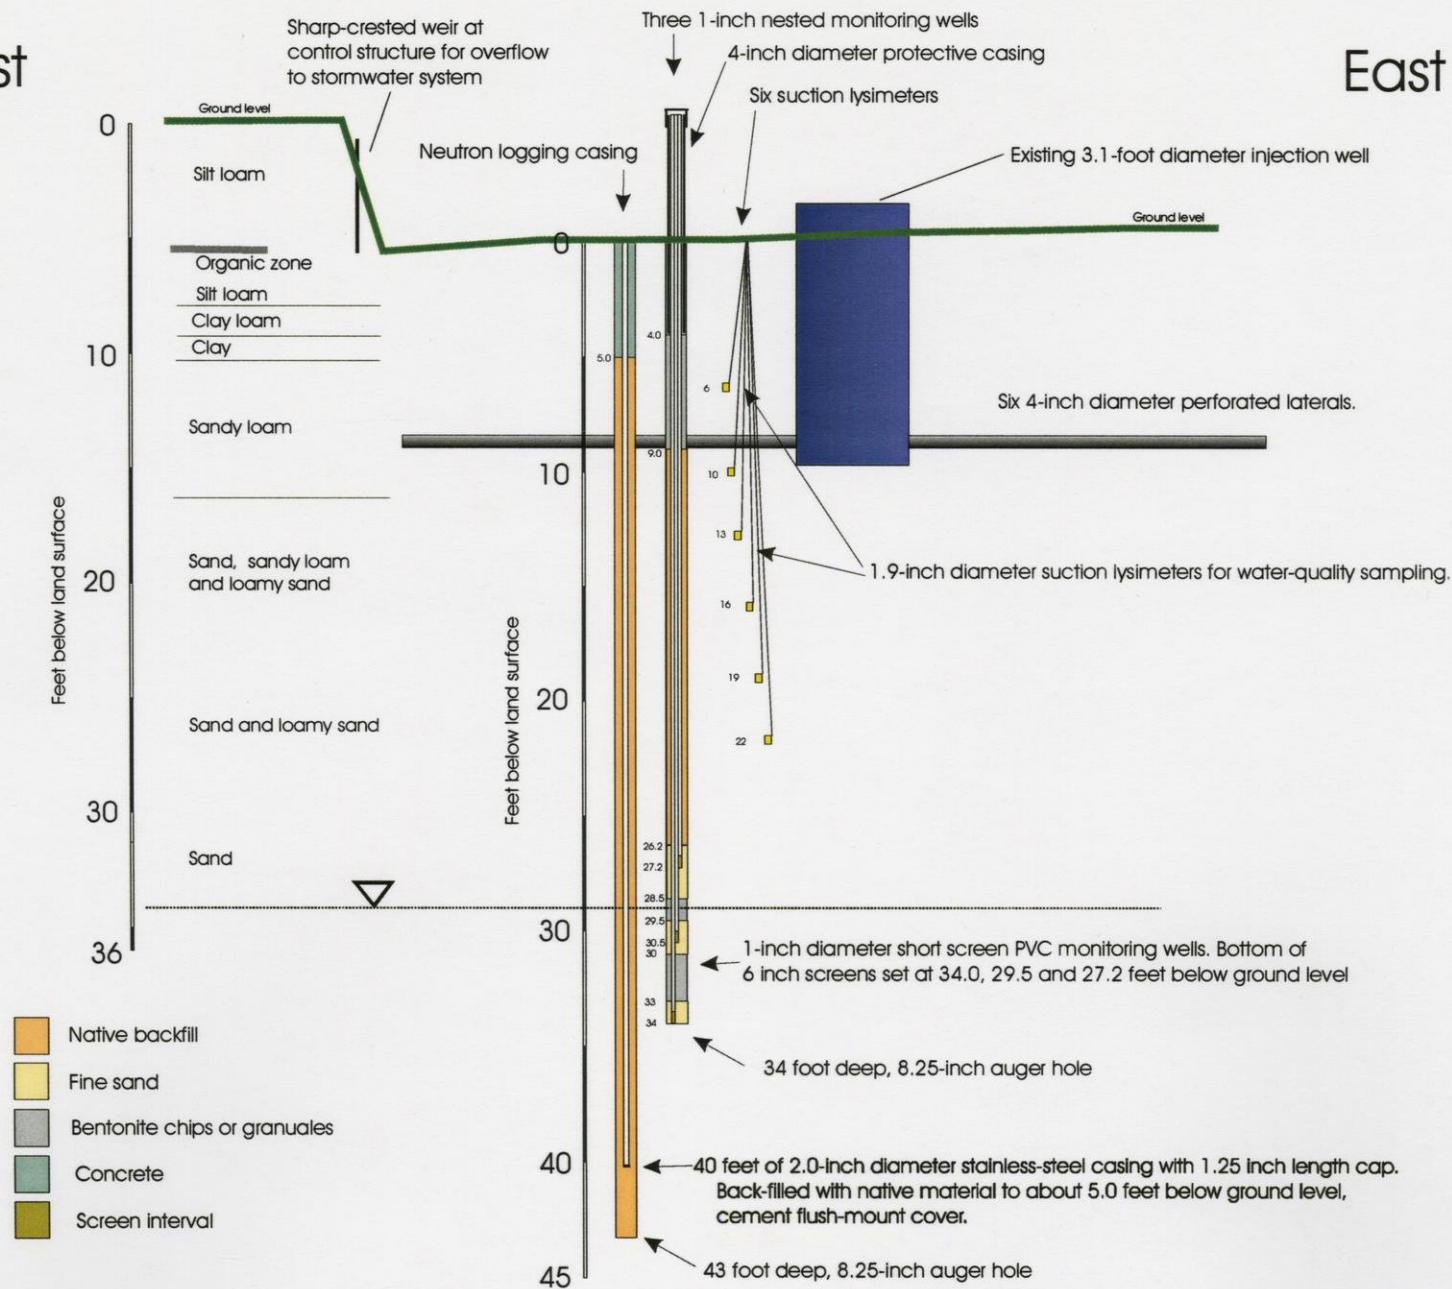 st
East
Sharp-crested weir at
control structure for overflow
to stormwater system
Three 1-inch nested monitoring wells
4-inch diameter protective casing
Six suction lysimeters
Neutron logging casing
Existing 3.1-foot diameter injection well
Ground level
Ground level
0
10
20
30
36
Feet below land surface
Silt loam
Organic zone
Silt loam
Clay loam
Clay
Sandy loam
Sand, sandy loam
and loamy sand
Sand and loamy sand
Sand
0
10
20
30
40
45
Feet below land surface
5.0
4.0
9.0
26.2
27.2
28.5
29.5
30.5
30
33
34
6
10
13
16
19
22
Six 4-inch diameter perforated laterals.
1.9-inch diameter suction lysimeters for water-quality sampling.
1-inch diameter short screen PVC monitoring wells. Bottom of
6 inch screens set at 34.0, 29.5 and 27.2 feet below ground level
34 foot deep, 8.25-inch auger hole
40 feet of 2.0-inch diameter stainless-steel casing with 1.25 inch length cap.
Back-filled with native material to about 5.0 feet below ground level,
cement flush-mount cover.
43 foot deep, 8.25-inch auger hole
Native backfill
Fine sand
Bentonite chips or granuales
Concrete
Screen interval